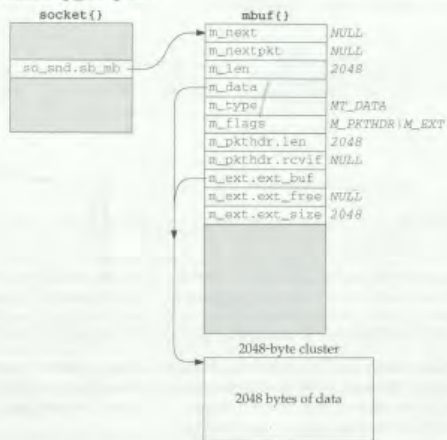 socket{}
mbuf{}
m_next NULL
so_snd.sb_mb
m_nextpkt NULL
m_len 2048
m_data
m_type MT_DATA
m_flags M_PKTHDR|M_EXT
m_pkthdr.len 2048
m_pkthdr.rcvif NULL
m_ext.ext_buf
m_ext.ext_free NULL
m_ext.ext_size 2048
2048-byte cluster
2048 bytes of data